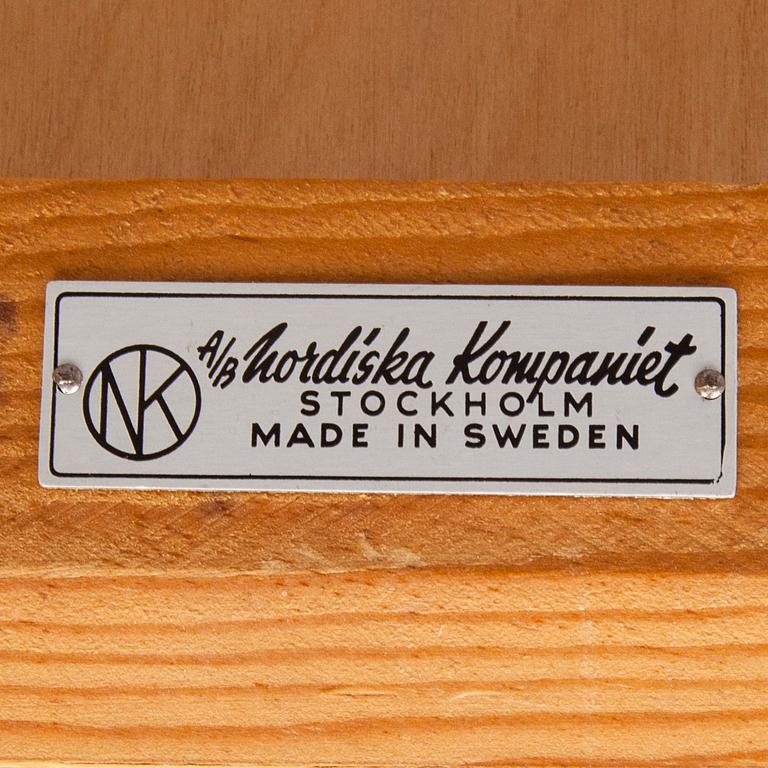 NK
A/B Nordiska Kompaniet
STOCKHOLM
MADE IN SWEDEN